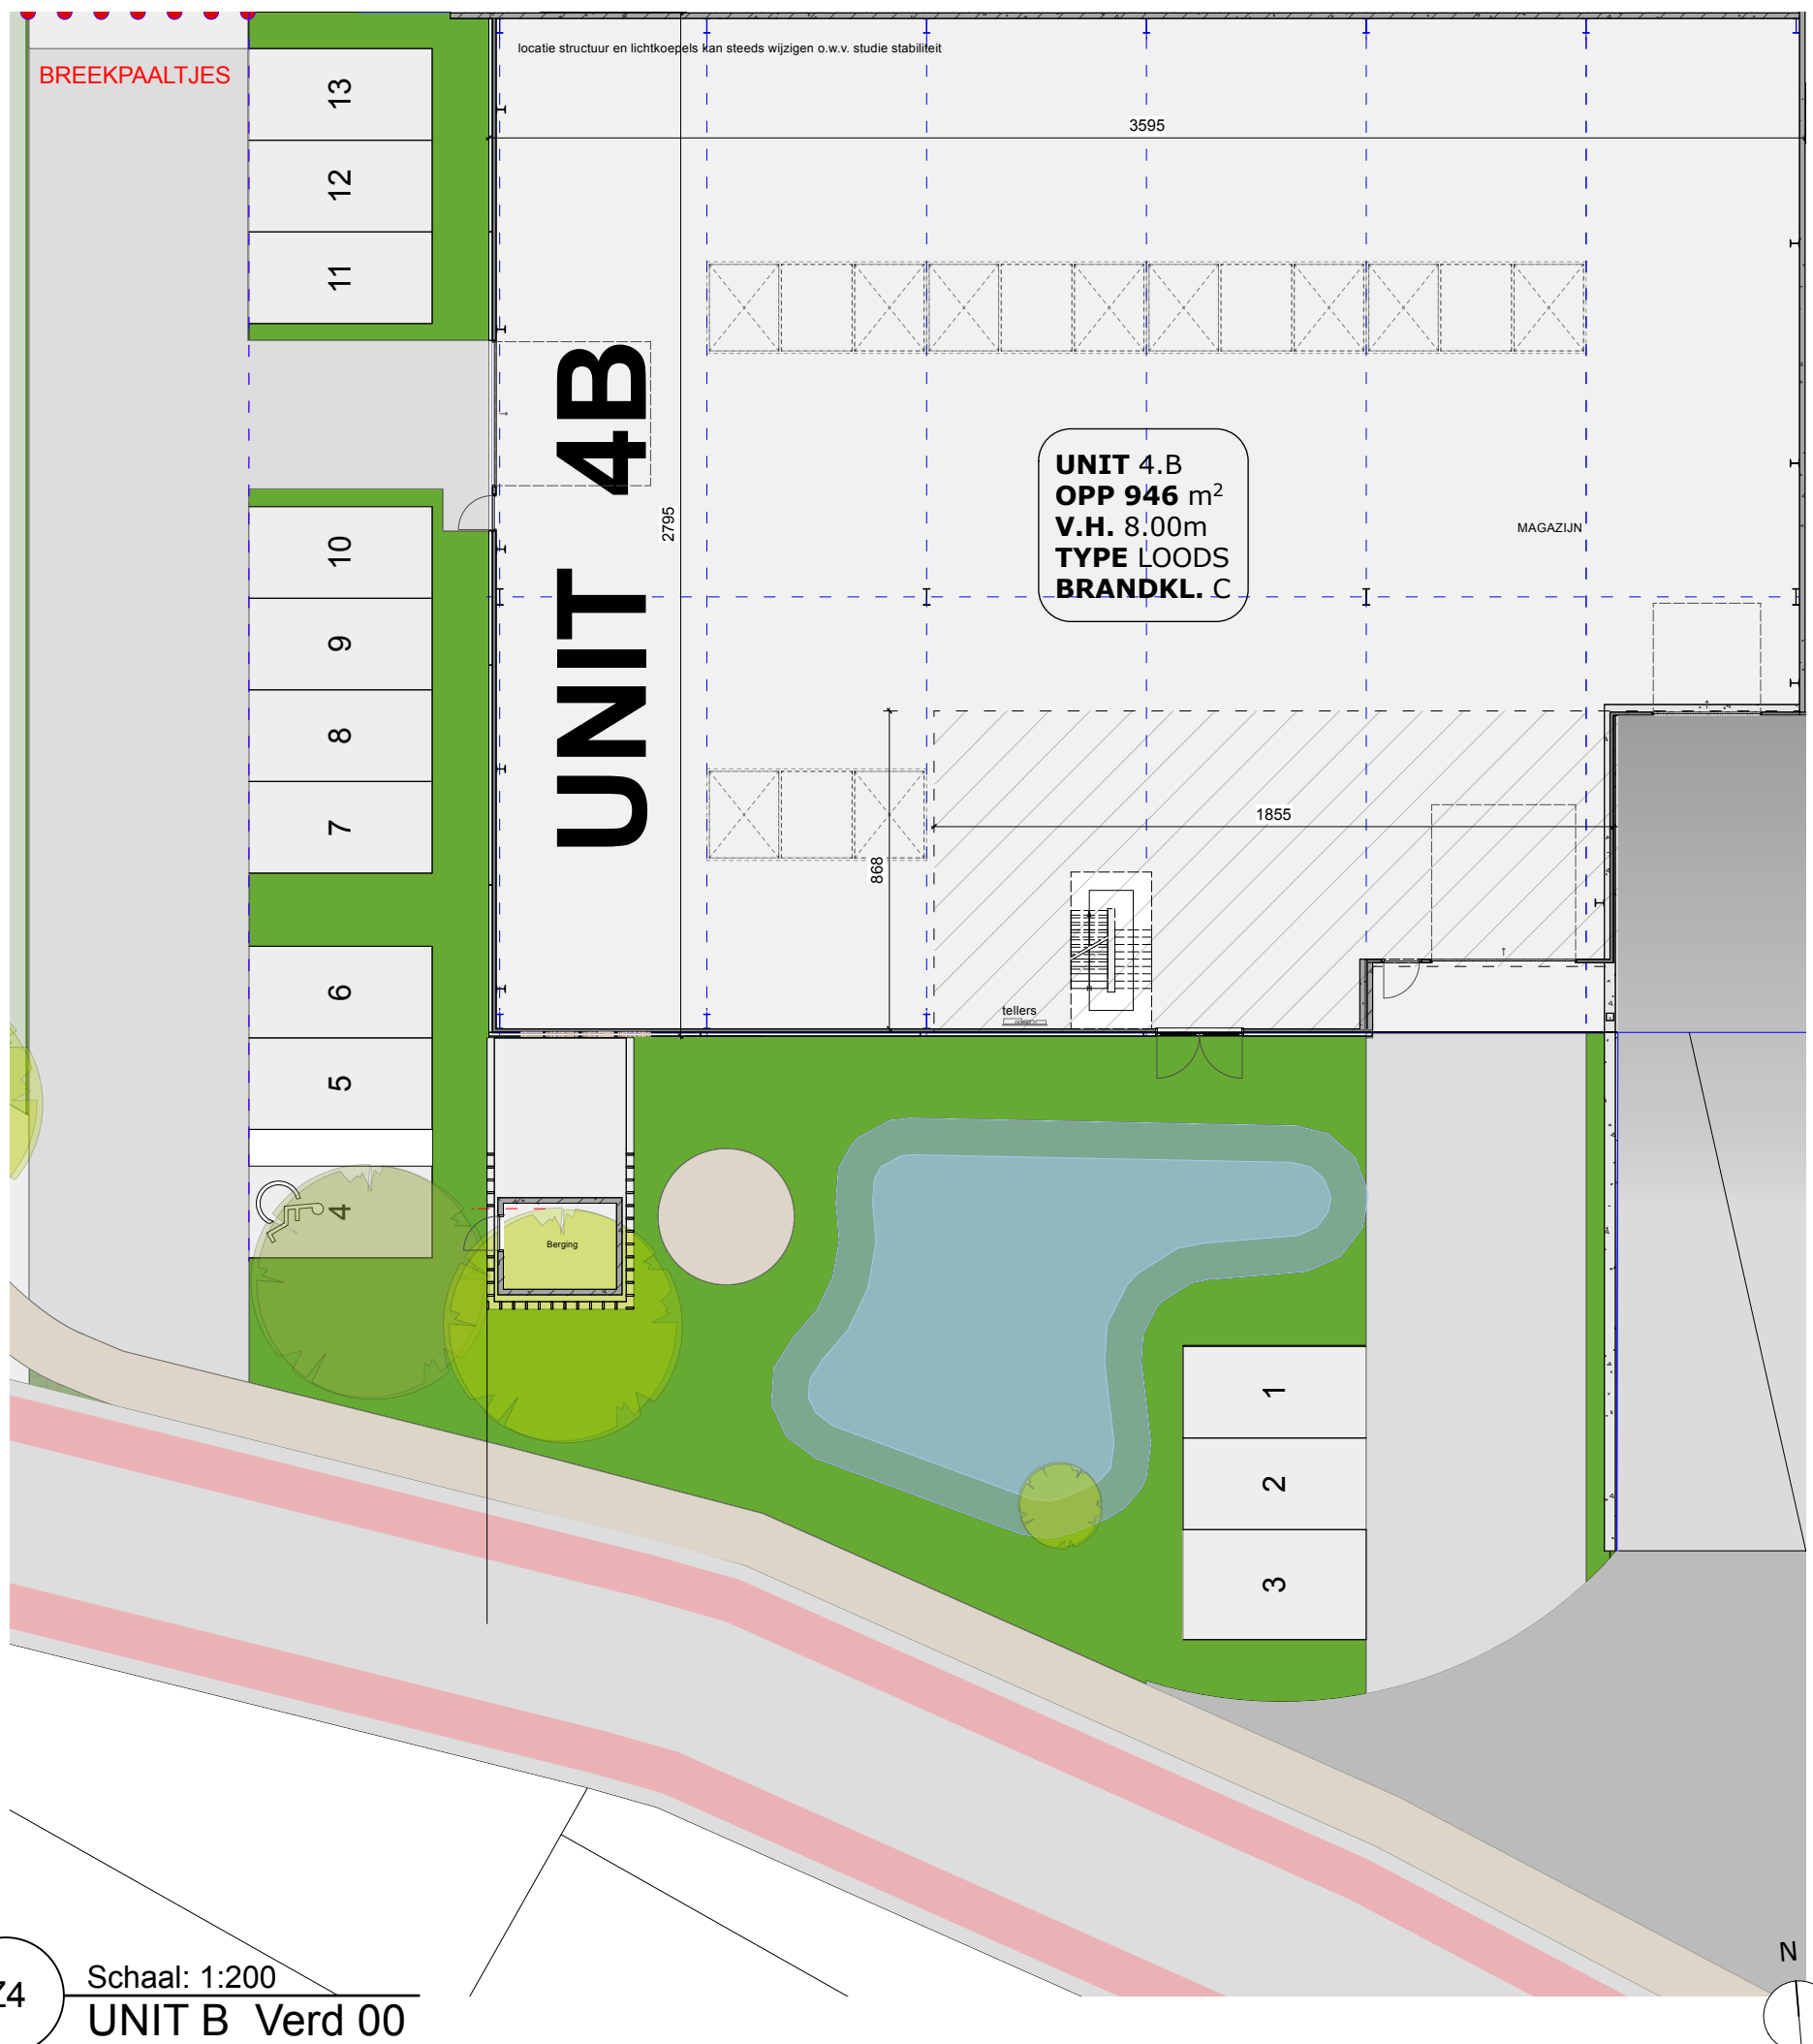 BREEKPAALTJES
locatie structuur en lichtkoepels kan steeds wijzigen o.w.v. studie stabiliteit
13
3595
12
11
UNIT 4B
UNIT 4.B
OPP 946 m²
V.H. 8.00m
TYPE LOODS
BRANDKL. C
2795
MAGAZIJN
10
9
8
7
1855
868
6
tellers
5
4
Berging
1
2
3
N
Z4
Schaal: 1:200
UNIT B Verd 00